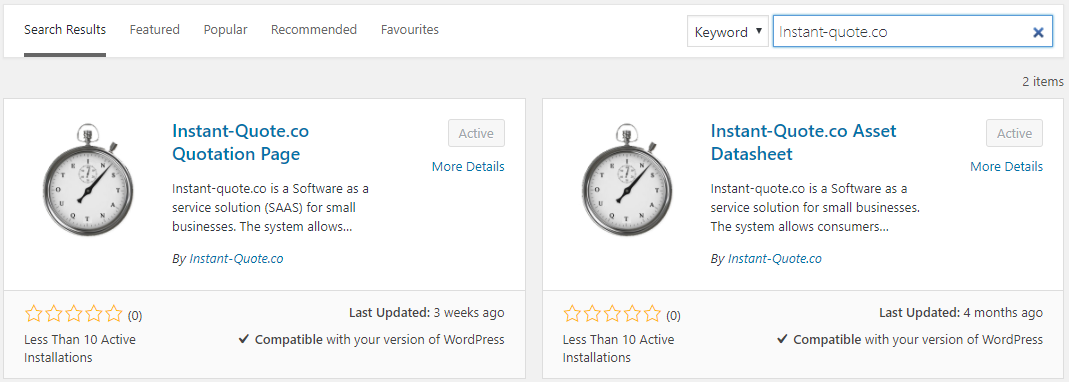 Search Results Featured Popular Recommended Favourites Keyword Instant-quote.co
2 items
Instant-Quote.co
Quotation Page
Active
More Details
Instant-quote.co is a Software as a
service solution (SAAS) for small
businesses. The system allows...
By Instant-Quote.co
(0)
Less Than 10 Active
Installations
Last Updated: 3 weeks ago
Compatible with your version of WordPress
Instant-Quote.co Asset
Datasheet
Active
More Details
Instant-quote.co is a Software as a
service solution for small businesses.
The system allows consumers...
By Instant-Quote.co
(0)
Less Than 10 Active
Installations
Last Updated: 4 months ago
Compatible with your version of WordPress